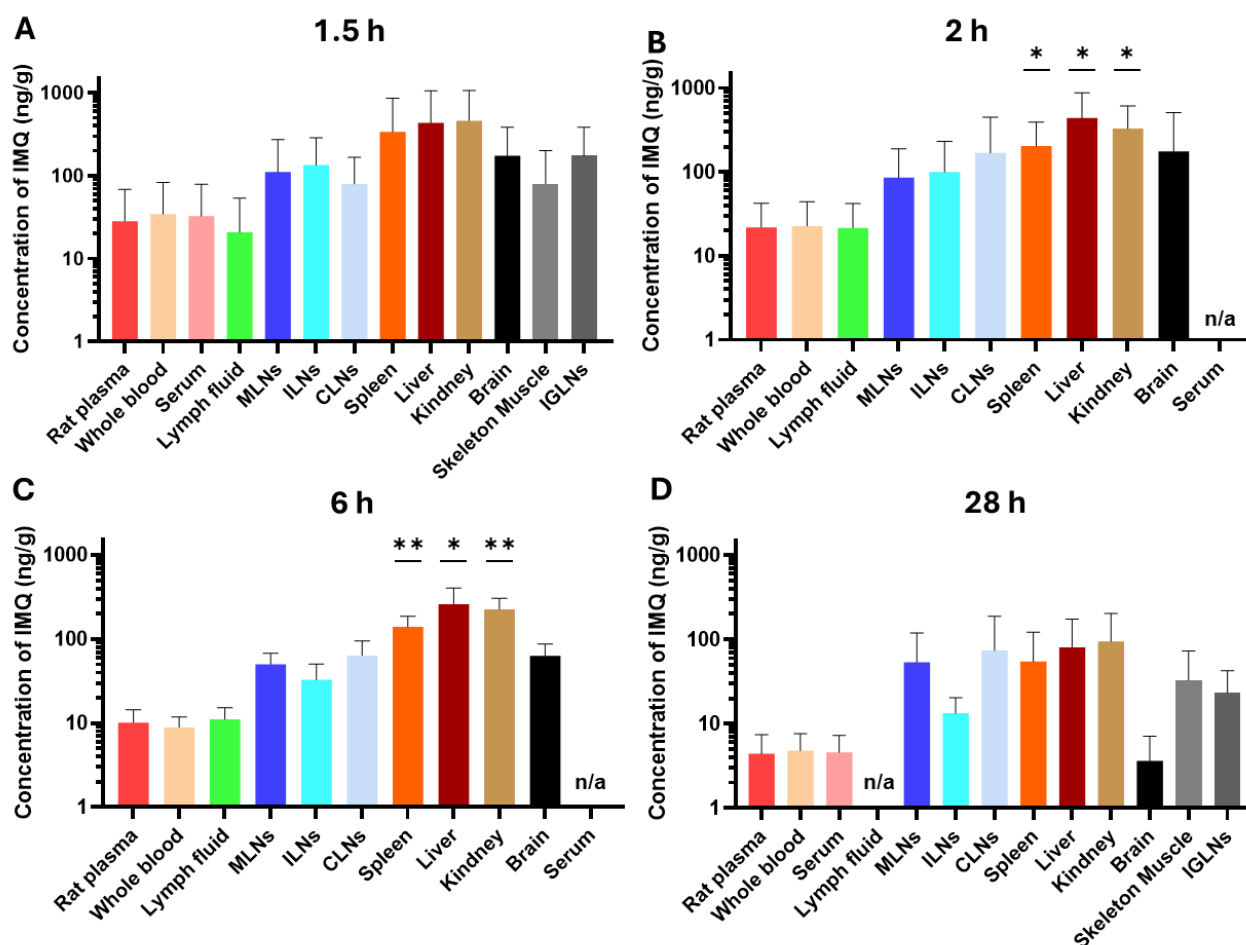 A
1.5 h
Concentration of IMQ (ng/g)
1000
100
10
1
Rat plasma
Whole blood
Serum
Lymph fluid
MLNs
ILNs
CLNs
Spleen
Liver
Kindney
Brain
Skeleton Muscle
IGLNs
B
2 h
Concentration of IMQ (ng/g)
1000
100
10
1
* * *
n/a
Rat plasma
Whole blood
Lymph fluid
MLNs
ILNs
CLNs
Spleen
Liver
Kindney
Brain
Serum
C
6 h
Concentration of IMQ (ng/g)
1000
100
10
1
** * **
n/a
Rat plasma
Whole blood
Lymph fluid
MLNs
ILNs
CLNs
Spleen
Liver
Kindney
Brain
Serum
D
28 h
Concentration of IMQ (ng/g)
1000
100
10
1
n/a
Rat plasma
Whole blood
Serum
Lymph fluid
MLNs
ILNs
CLNs
Spleen
Liver
Kindney
Brain
Skeleton Muscle
IGLNs